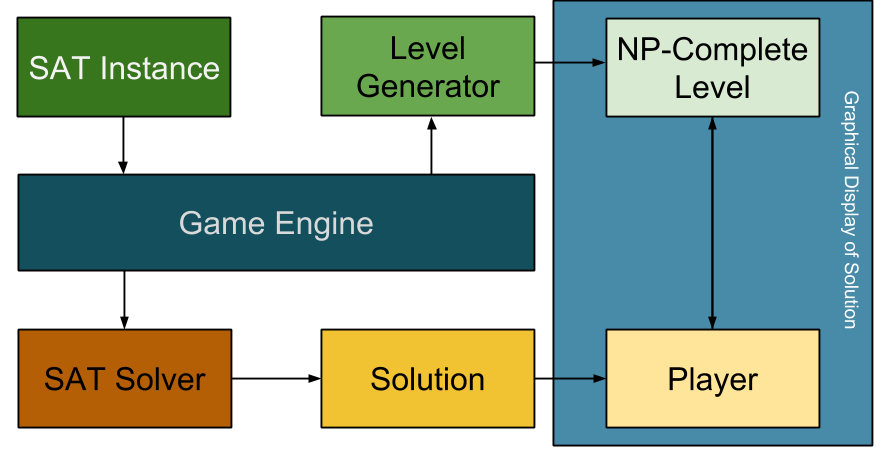 SAT Instance
Level
Generator
NP-Complete
Level
Graphical Display of Solution
Game Engine
SAT Solver
Solution
Player